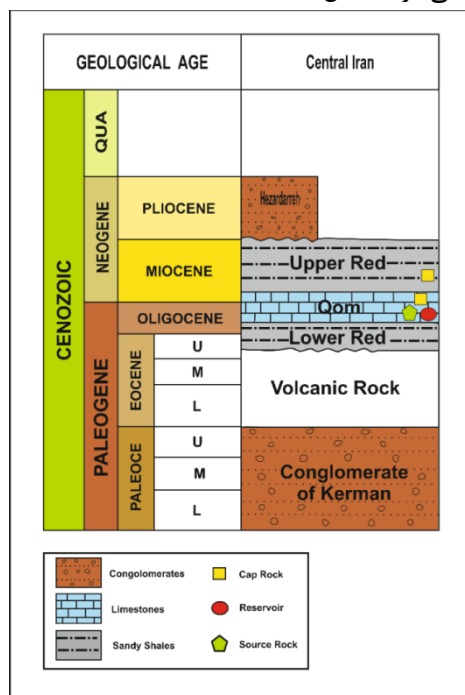 GEOLOGICAL AGE
Central Iran
CENOZOIC
QUA
NEOGENE
PLIOCENE
MIOCENE
PALEOGENE
OLIGOCENE
EOCENE
U
M
L
PALEOCE
U
M
L
Hezardarreh
Upper Red
Qom
Lower Red
Volcanic Rock
Conglomerate
of Kerman
Congolomerates
Cap Rock
Limestones
Reservoir
Sandy Shales
Source Rock